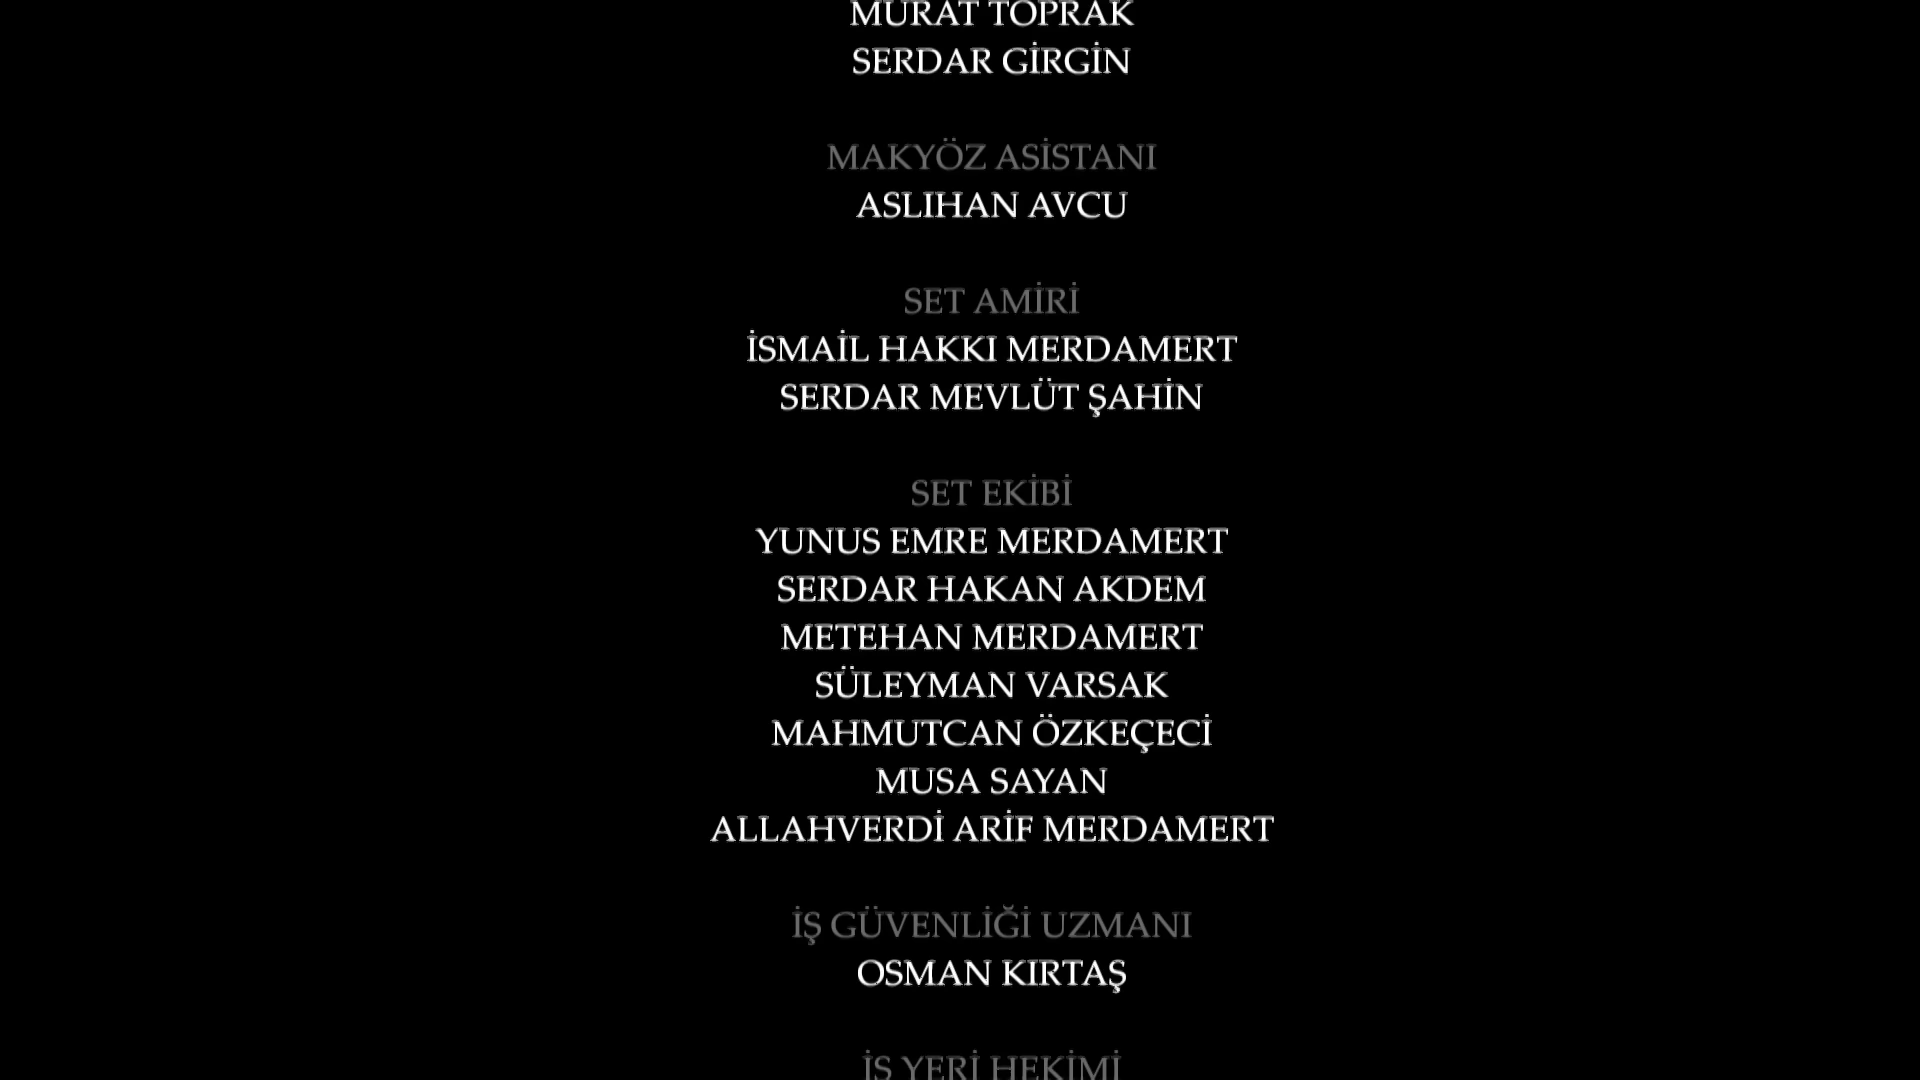 MURAT TOPRAK
SERDAR GİRGİN
MAKYÖZ ASİSTANI
ASLIHAN AVCU
SET AMİRİ
İSMAİL HAKKI MERDAMERT
SERDAR MEVLÜT ŞAHİN
SET EKİBİ
YUNUS EMRE MERDAMERT
SERDAR HAKAN AKDEM
METEHAN MERDAMERT
SÜLEYMAN VARSAK
MAHMUTCAN ÖZKEÇECİ
MUSA SAYAN
ALLAHVERDİ ARİF MERDAMERT
İŞ GÜVENLİĞİ UZMANI
OSMAN KIRTAŞ
İŞ YERİ HEKİMİ